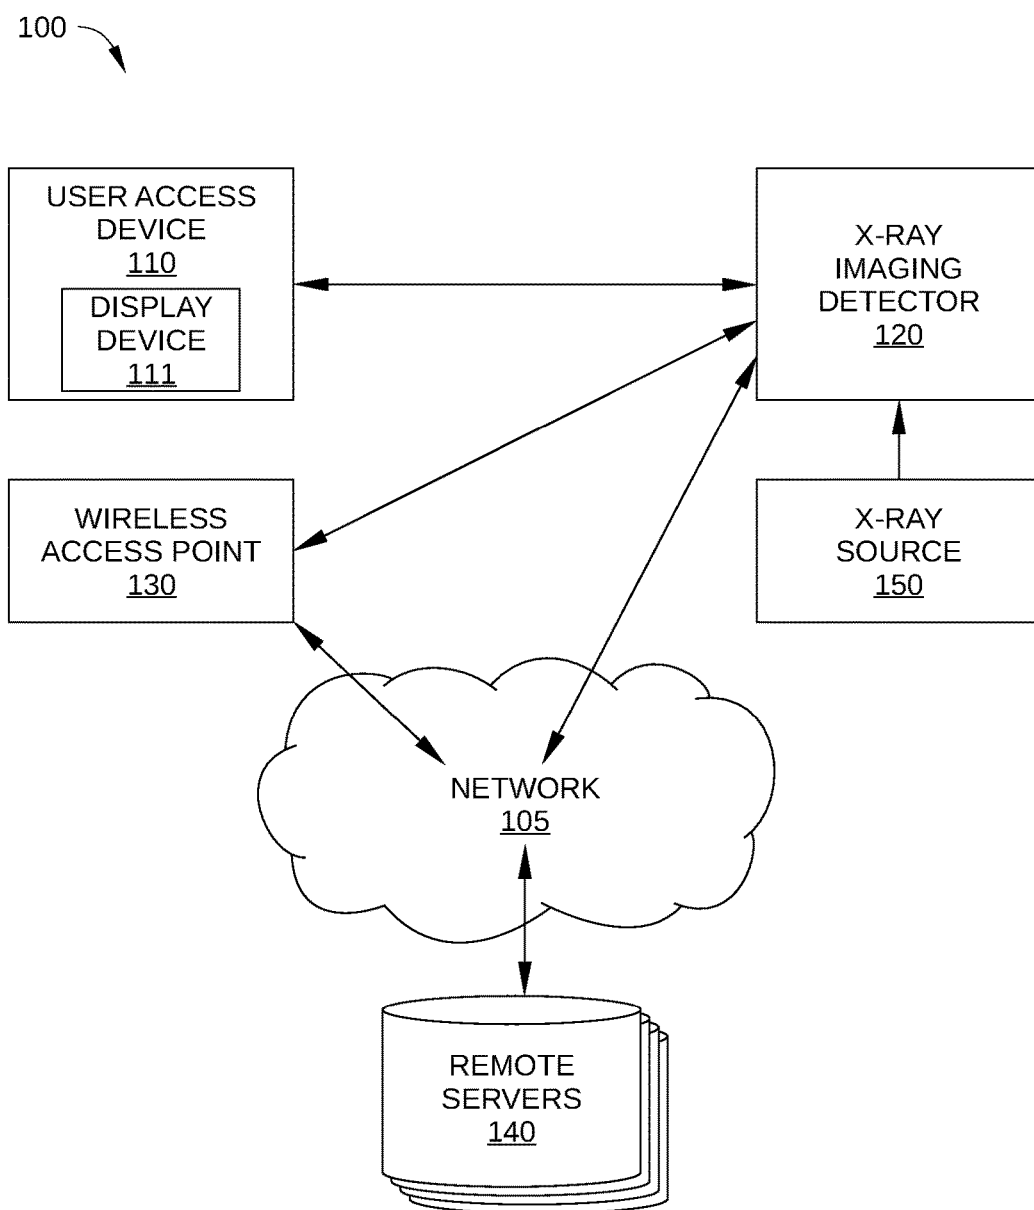 100
USER ACCESS
DEVICE
110
DISPLAY
DEVICE
111
X-RAY
IMAGING
DETECTOR
120
WIRELESS
ACCESS POINT
130
X-RAY
SOURCE
150
NETWORK
105
REMOTE
SERVERS
140